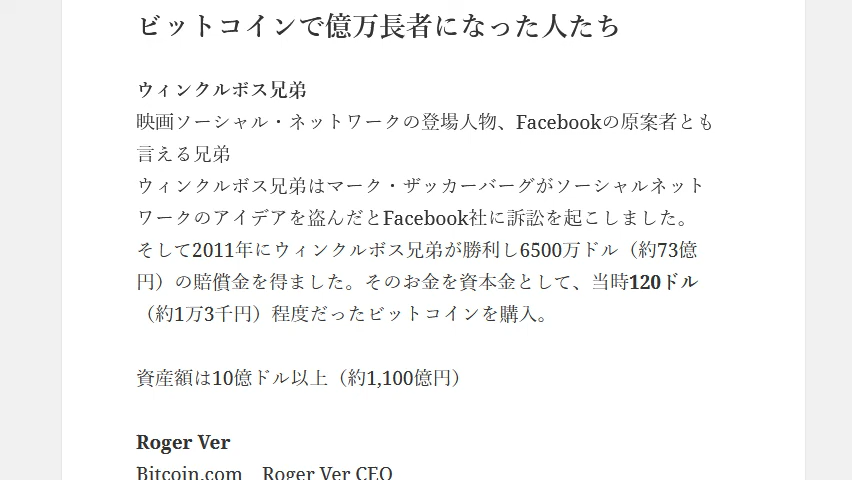 ビットコインで億万長者になった人たち
ウィンクルボス兄弟
映画ソーシャル・ネットワークの登場人物、Facebookの原案者とも
言える兄弟
ウィンクルボス兄弟はマーク・ザッカーバーグがソーシャルネット
ワークのアイデアを盗んだとFacebook社に訴訟を起こしました。
そして2011年にウィンクルボス兄弟が勝利し6500万ドル（約73億
円）の賠償金を得ました。そのお金を資本金として、当時120ドル
（約1万3千円）程度だったビットコインを購入。
資産額は10億ドル以上（約1,100億円）
Roger Ver
Bitcoin.com　Roger Ver CEO